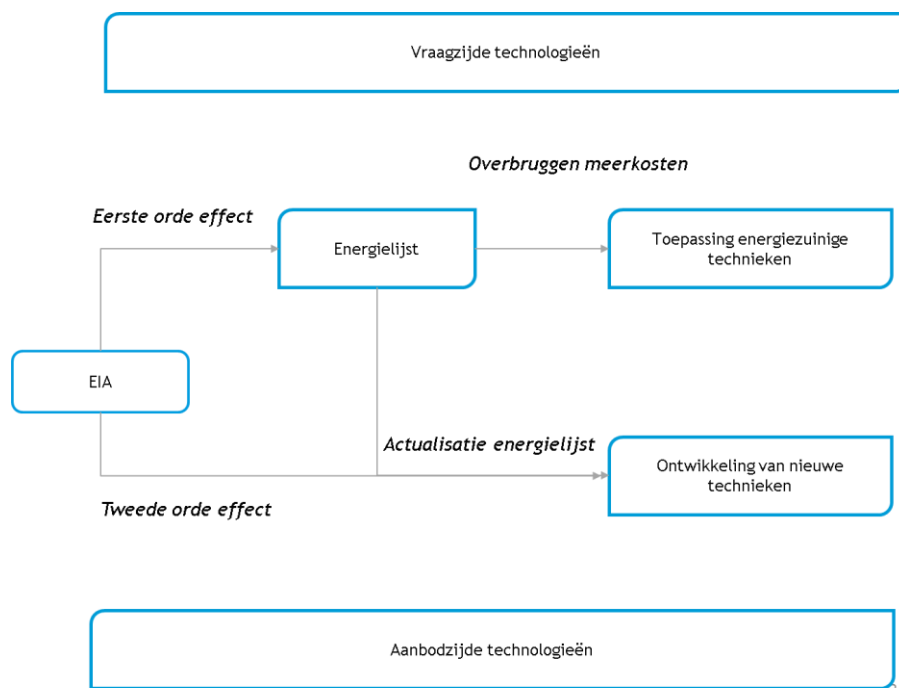 Vraagzijde technologieën
Overbruggen meerkosten
Eerste orde effect
Energielijst
Toepassing energiezuinige
technieken
EIA
Actualisatie energielijst
Ontwikkeling van nieuwe
technieken
Tweede orde effect
Aanbodzijde technologieën